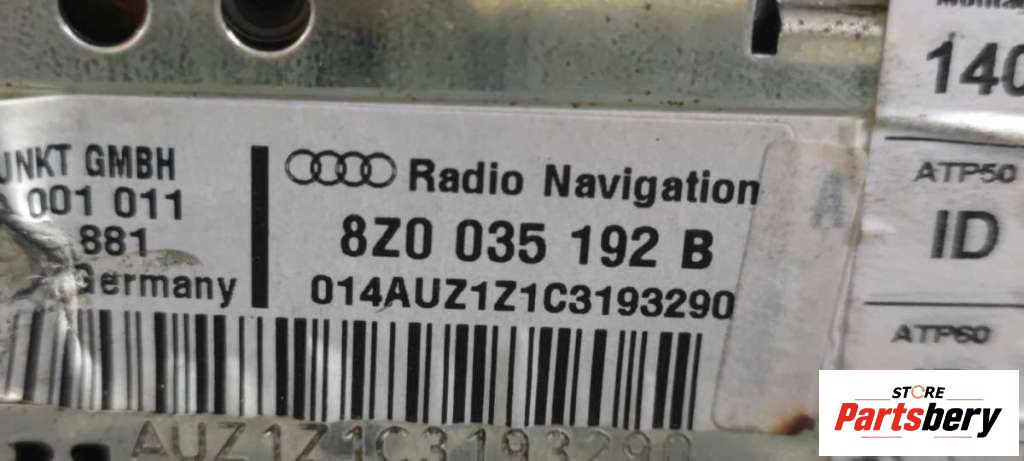 UNKT GMBH
001 011
881
Germany
Radio Navigation
8Z0 035 192 B
014AUZ1Z1C3193290
A
AUZ1Z1C3193290
140
ATP50
ID
ATP60
STORE
Partsbery